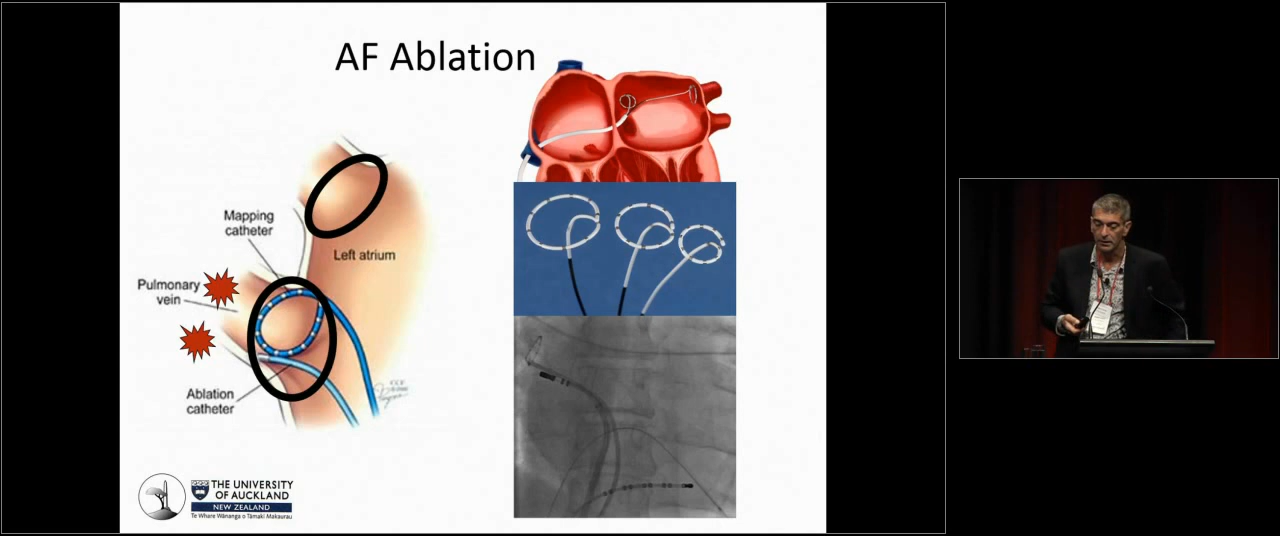 AF Ablation
Mapping
catheter
Left atrium
Pulmonary
vein
Ablation
catheter
THE UNIVERSITY
OF AUCKLAND
NEW ZEALAND
Te Whare Wānanga o Tāmaki Makaurau